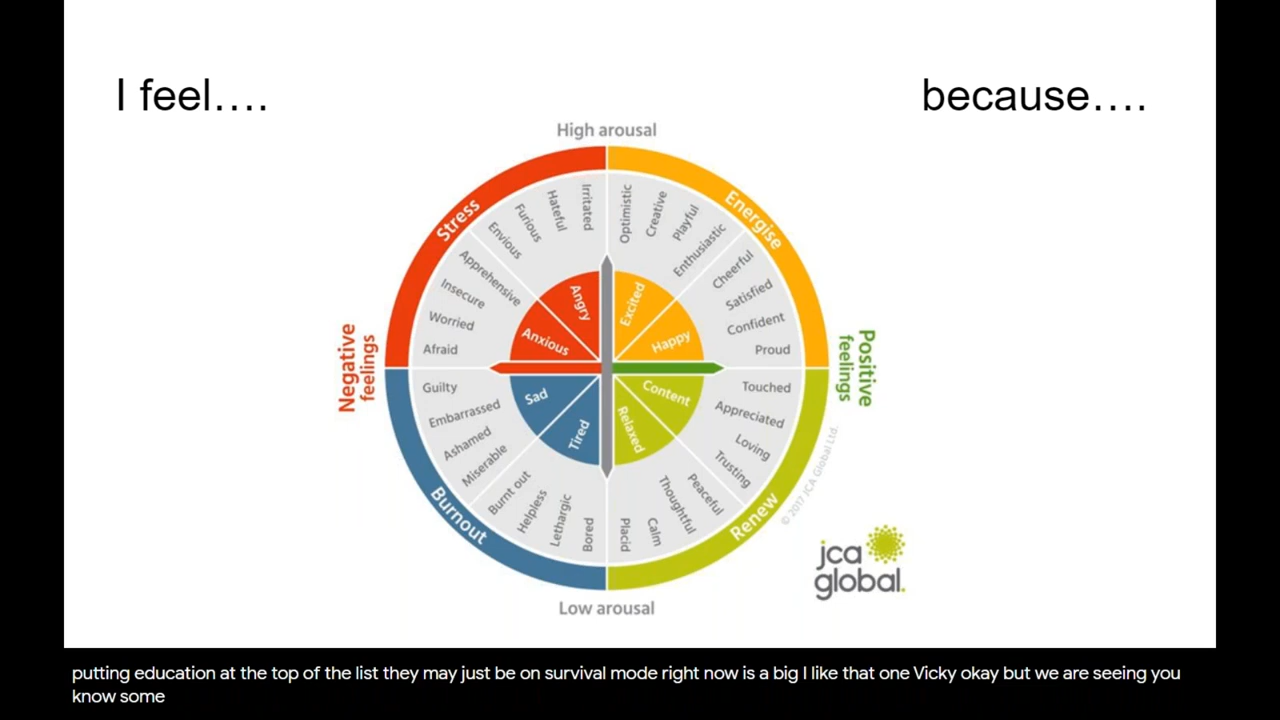 I feel….
because….
High arousal
Stress
Energise
Irritated
Hateful
Furious
Envious
Apprehensive
Insecure
Worried
Afraid
Optimistic
Creative
Playful
Enthusiastic
Cheerful
Satisfied
Confident
Proud
Angry
Anxious
Excited
Happy
Negative
feelings
Positive
feelings
Sad
Tired
Content
Relaxed
Guilty
Embarrassed
Ashamed
Miserable
Burnt out
Helpless
Lethargic
Bored
Touched
Appreciated
Loving
Trusting
Peaceful
Thoughtful
Calm
Placid
Burnout
Renew
© 2017 JCA Global Ltd.
jca
global.
Low arousal
putting education at the top of the list they may just be on survival mode right now is a big I like that one Vicky okay but we are seeing you
know some